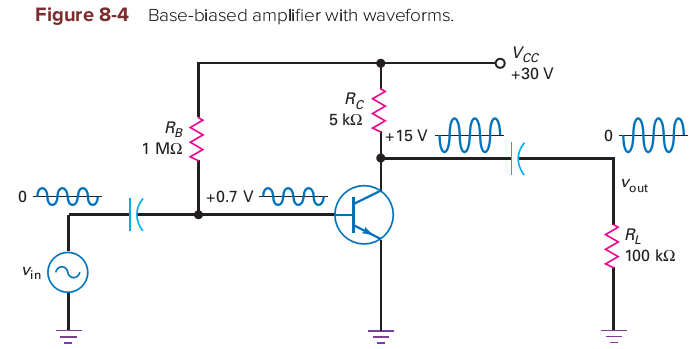 Figure 8-4 Base-biased amplifier with waveforms.
VCC
+30 V
RC
5 kΩ
RB
1 MΩ
+15 V
0
0
+0.7 V
Vout
RL
100 kΩ
Vin